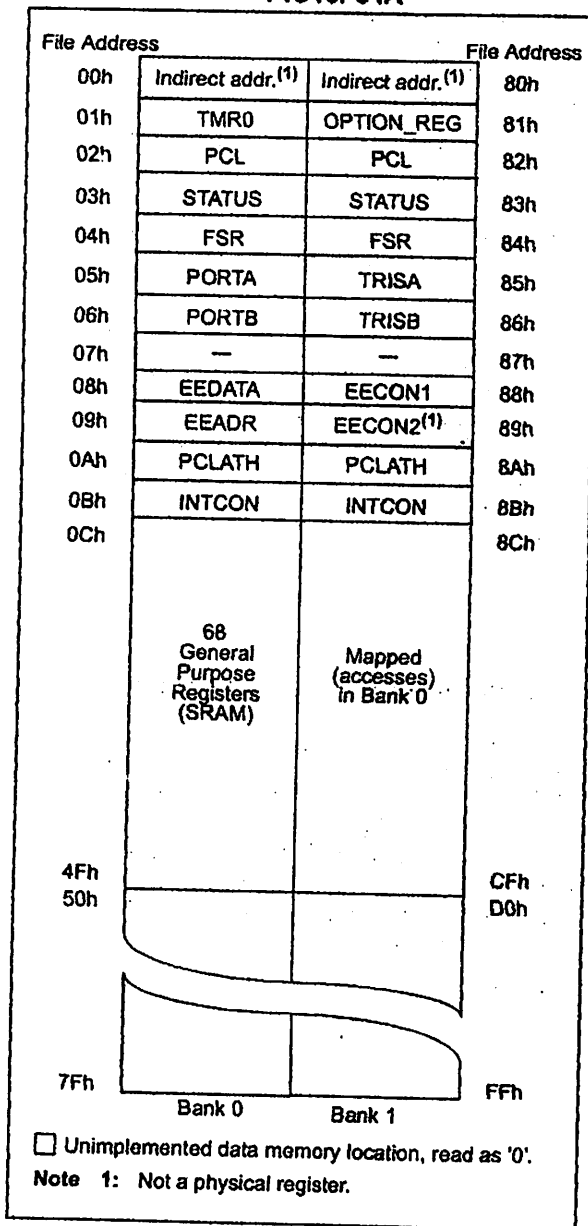 File Address File Address
00h Indirect addr.(1) Indirect addr.(1) 80h
01h TMR0 OPTION_REG 81h
02h PCL PCL 82h
03h STATUS STATUS 83h
04h FSR FSR 84h
05h PORTA TRISA 85h
06h PORTB TRISB 86h
07h — — 87h
08h EEDATA EECON1 88h
09h EEADR EECON2(1) 89h
0Ah PCLATH PCLATH 8Ah
0Bh INTCON INTCON 8Bh
0Ch 8Ch
68
General
Purpose
Registers
(SRAM)
Mapped
(accesses)
in Bank 0
4Fh CFh
50h D0h
7Fh FFh
Bank 0 Bank 1
Unimplemented data memory location, read as '0'.
Note 1: Not a physical register.